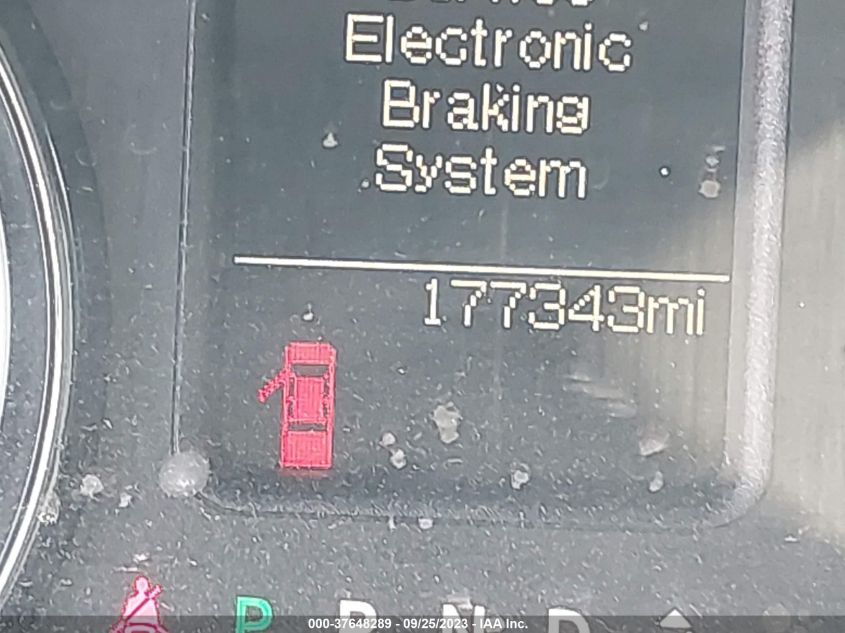 Electronic
Braking
System
177343mi
P R N D
000-37648289 - 09/25/2023 - IAA Inc.